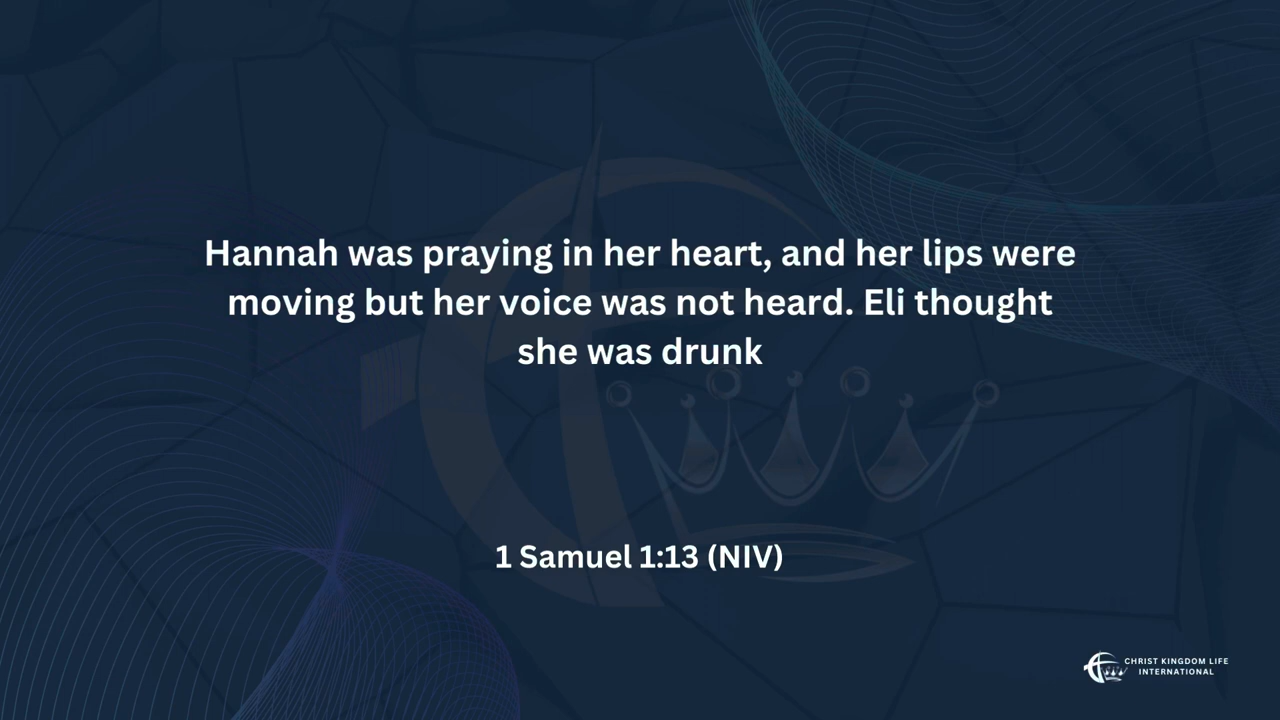 Hannah was praying in her heart, and her lips were
moving but her voice was not heard. Eli thought
she was drunk
1 Samuel 1:13 (NIV)
CHRIST KINGDOM LIFE
INTERNATIONAL